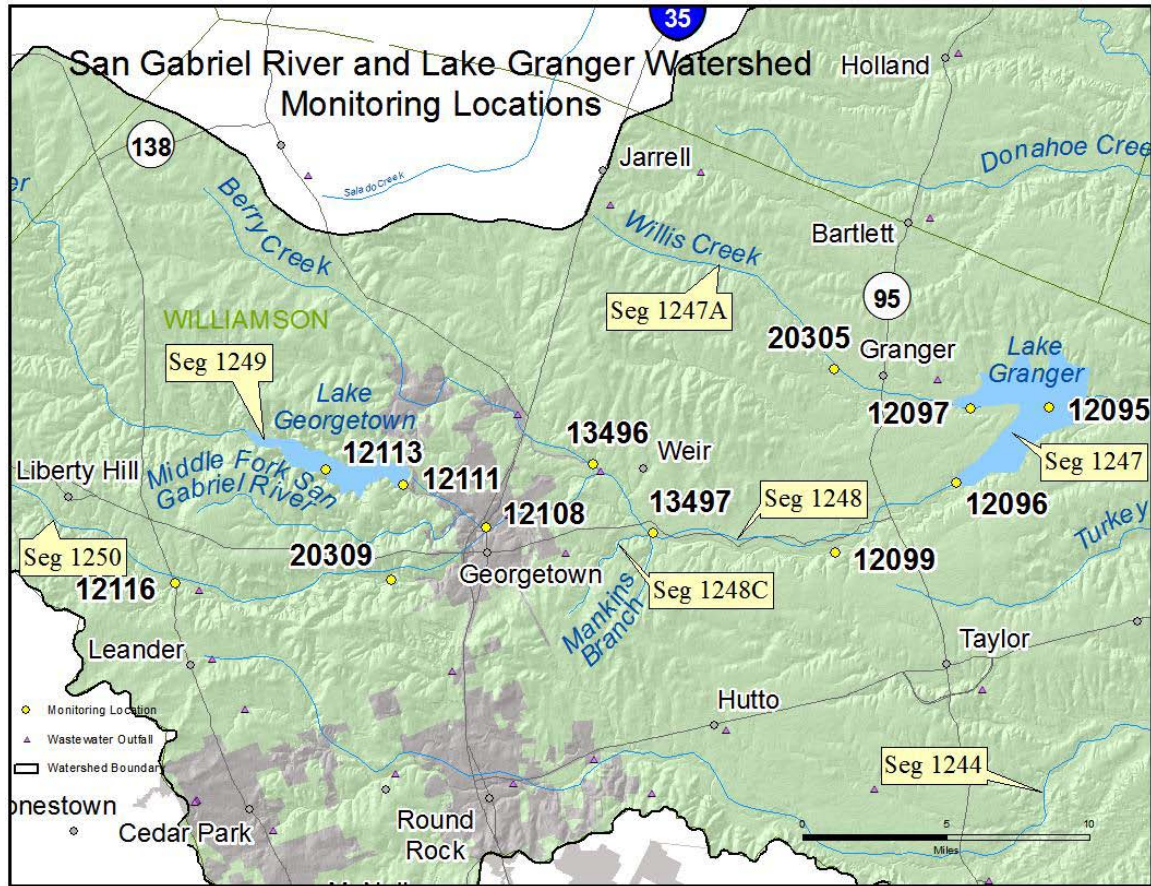 35
San Gabriel River and Lake Granger Watershed
Monitoring Locations
Holland
138
Jarrell
Donahoe Cree
er
Salado Creek
Berry Creek
Willis Creek
Bartlett
Seg 1247A
95
WILLIAMSON
Seg 1249
20305
Granger
Lake
Granger
Lake
Georgetown
12097
12095
13496
Weir
12113
Seg 1247
Liberty Hill
Middle Fork San
Gabriel River
12111
13497
Seg 1248
12096
12108
Turkey
Seg 1250
20309
Georgetown
12099
12116
Seg 1248C
Mankins
Branch
Leander
Taylor
Hutto
Monitoring Location
Wastewater Outfall
Watershed Boundary
Seg 1244
onestown
Cedar Park
Round
Rock
0 5 10
Miles